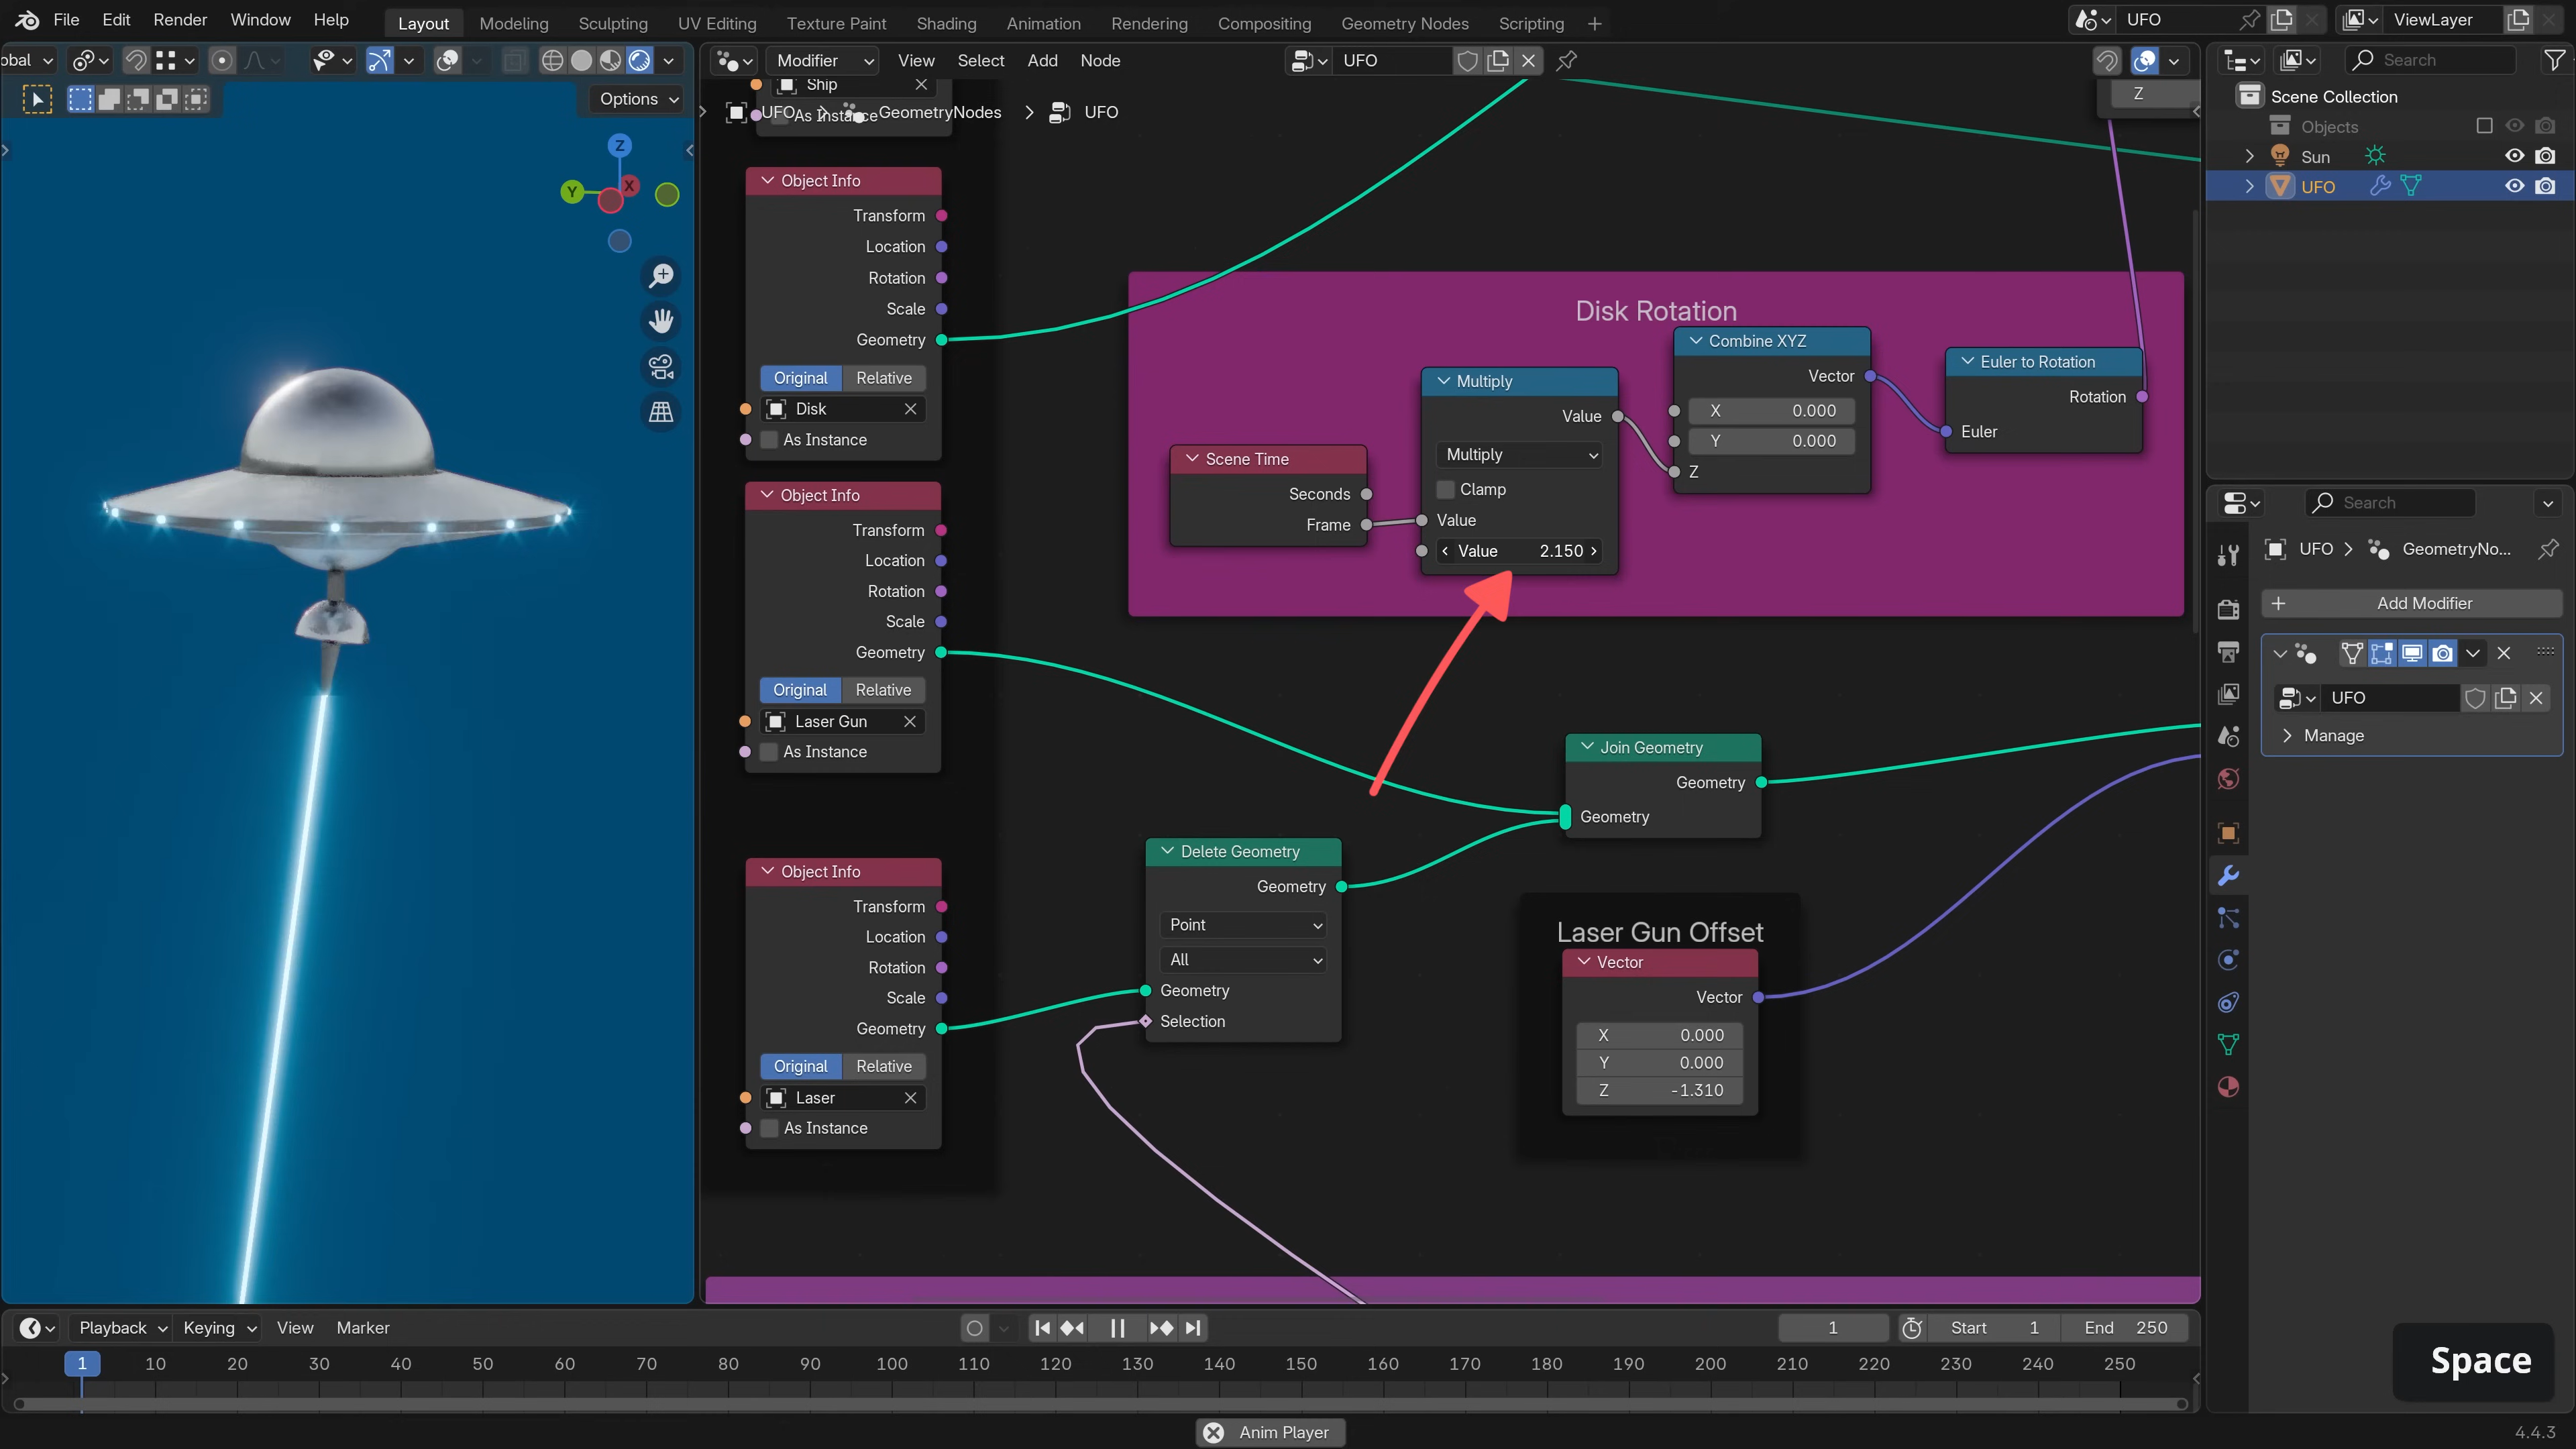 File Edit Render Window Help Layout Modeling Sculpting UV Editing Texture Paint Shading Animation Rendering Compositing Geometry Nodes Scripting + UFO ViewLayer
obal Modifier View Select Add Node UFO Search
Options
Ship
As Instance
UFO > GeometryNodes > UFO
Z
Scene Collection
Objects
Sun
UFO
Z
Y
X
Object Info
Transform
Location
Rotation
Scale
Geometry
Original Relative
Disk
As Instance
Object Info
Transform
Location
Rotation
Scale
Geometry
Original Relative
Laser Gun
As Instance
Object Info
Transform
Location
Rotation
Scale
Geometry
Original Relative
Laser
As Instance
Disk Rotation
Scene Time
Seconds
Frame
Multiply
Value
Multiply
Clamp
Value
Value 2.150
Combine XYZ
Vector
X 0.000
Y 0.000
Z
Euler to Rotation
Rotation
Euler
Delete Geometry
Geometry
Point
All
Geometry
Selection
Join Geometry
Geometry
Geometry
Laser Gun Offset
Vector
Vector
X 0.000
Y 0.000
Z -1.310
Search
UFO > GeometryNo...
+ Add Modifier
UFO
Manage
Playback Keying View Marker 1 Start 1 End 250
1 10 20 30 40 50 60 70 80 90 100 110 120 130 140 150 160 170 180 190 200 210 220 230 240 250
Space
Anim Player
4.4.3